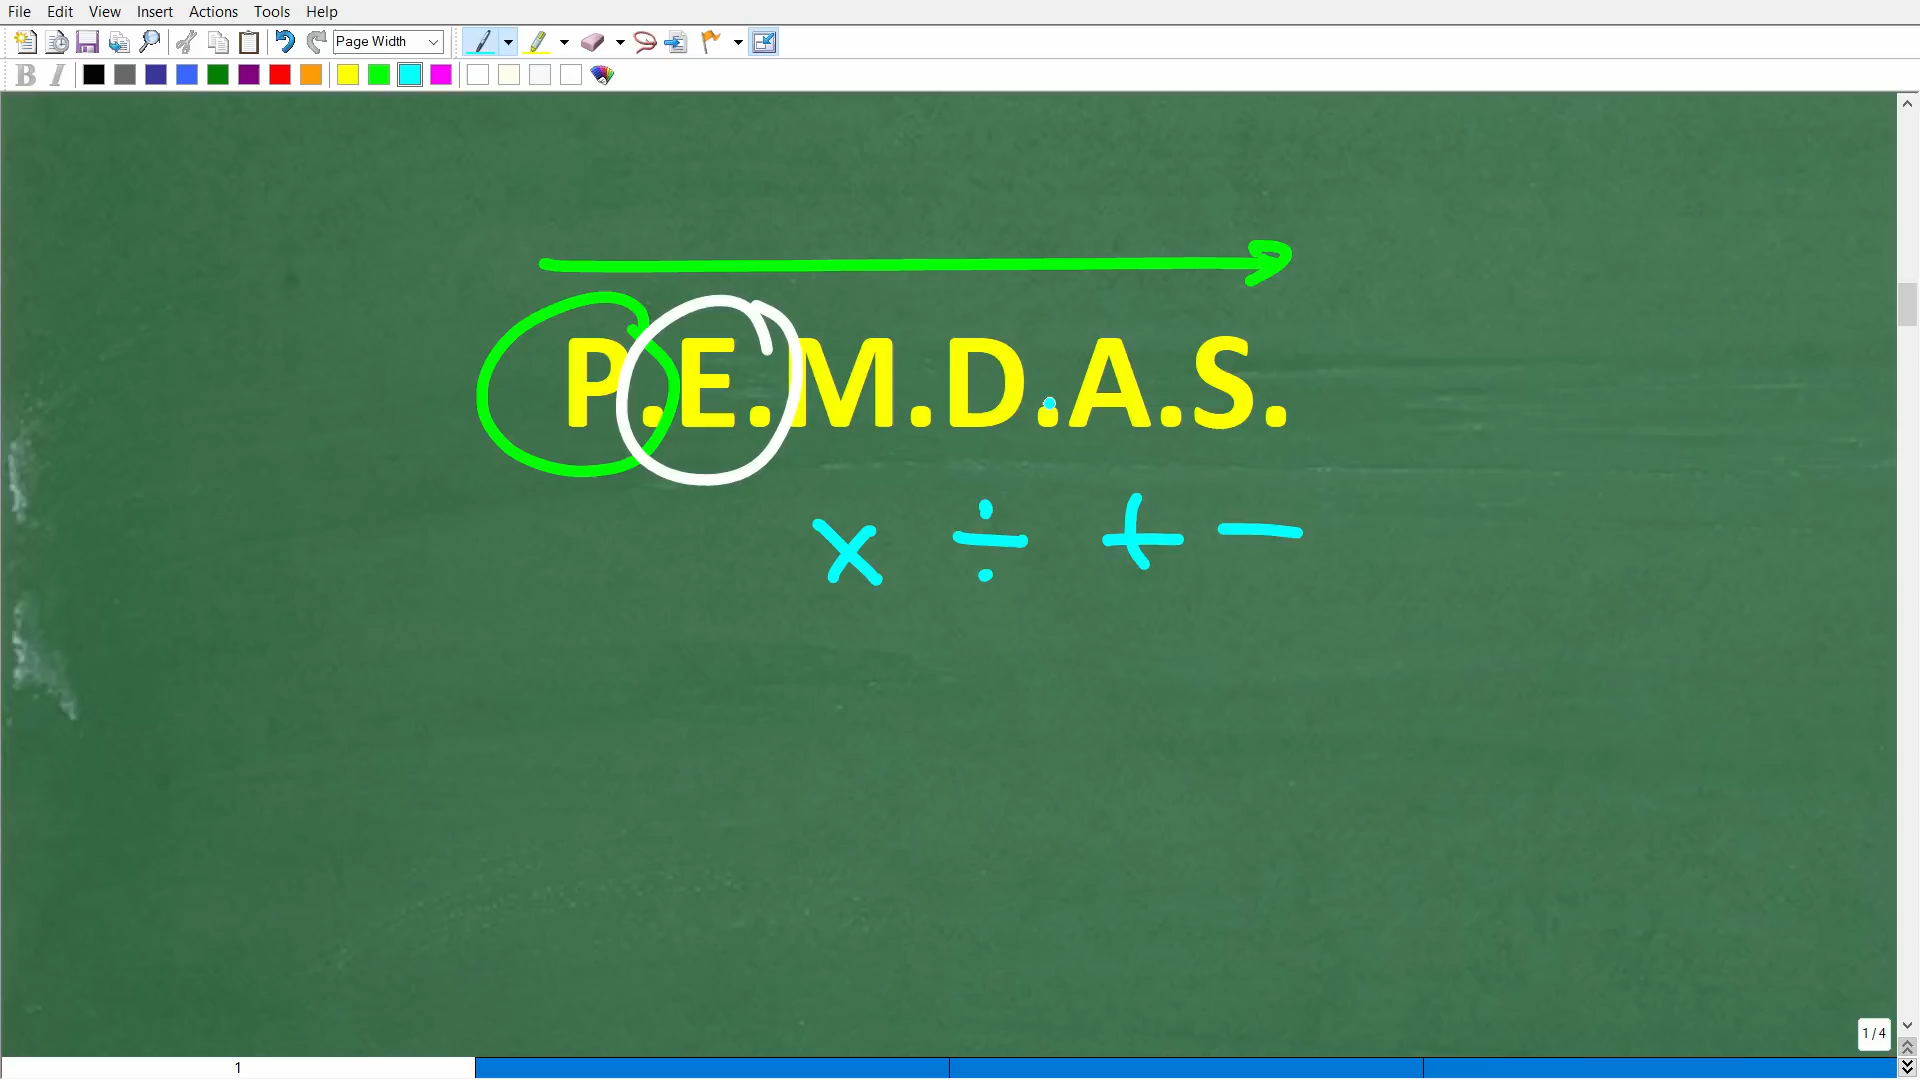 File Edit View Insert Actions Tools Help
Page Width
B I
P.E.M.D.A.S.
× ÷ + −
1 / 4
1